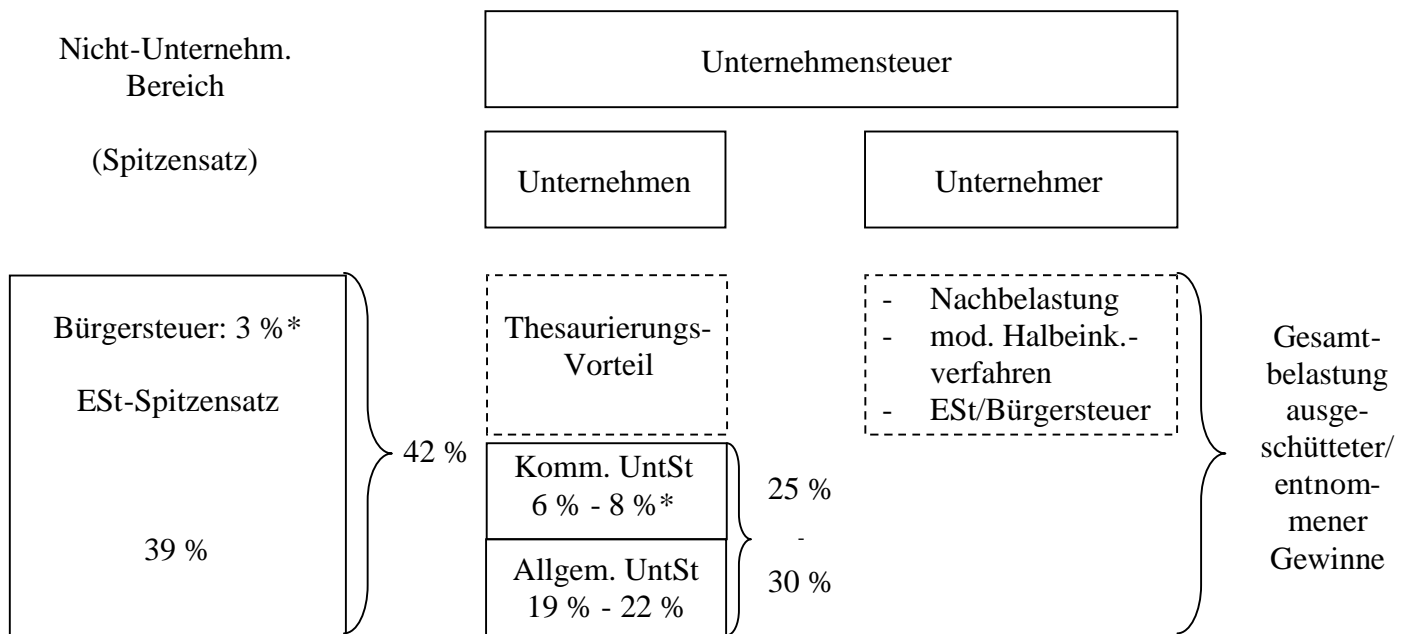 Nicht-Unternehm.
Bereich
(Spitzensatz)
Unternehmensteuer
Unternehmen
Unternehmer
Bürgersteuer: 3 %*
ESt-Spitzensatz
39 %
42 %
Thesaurierungs-
Vorteil
Komm. UntSt
6 % - 8 %*
Allgem. UntSt
19 % - 22 %
25 %
-
30 %
- Nachbelastung
- mod. Halbeink.-
verfahren
- ESt/Bürgersteuer
Gesamt-
belastung
ausge-
schütteter/
entnom-
mener
Gewinne